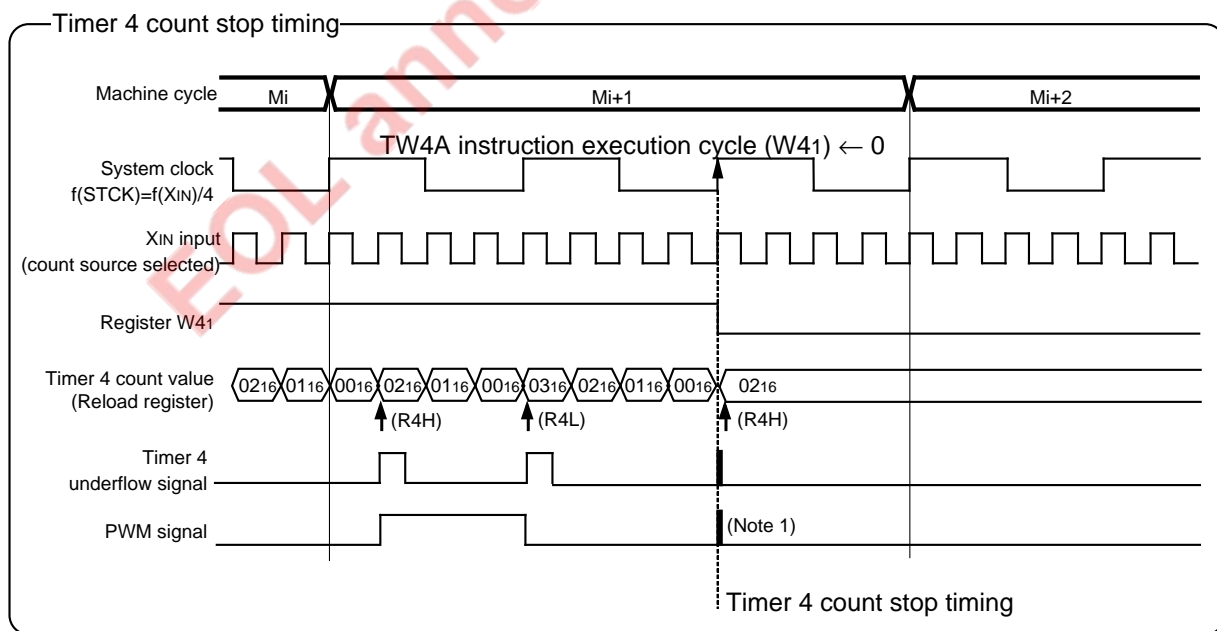 Timer 4 count stop timing
EOL anno
Machine cycle Mi Mi+1 Mi+2
TW4A instruction execution cycle (W41) ← 0
System clock
f(STCK)=f(XIN)/4
XIN input
(count source selected)
Register W41
Timer 4 count value
(Reload register)
0216 0116 0016 0216 0116 0016 0316 0216 0116 0016 0216
(R4H) (R4L) (R4H)
Timer 4
underflow signal
PWM signal (Note 1)
Timer 4 count stop timing